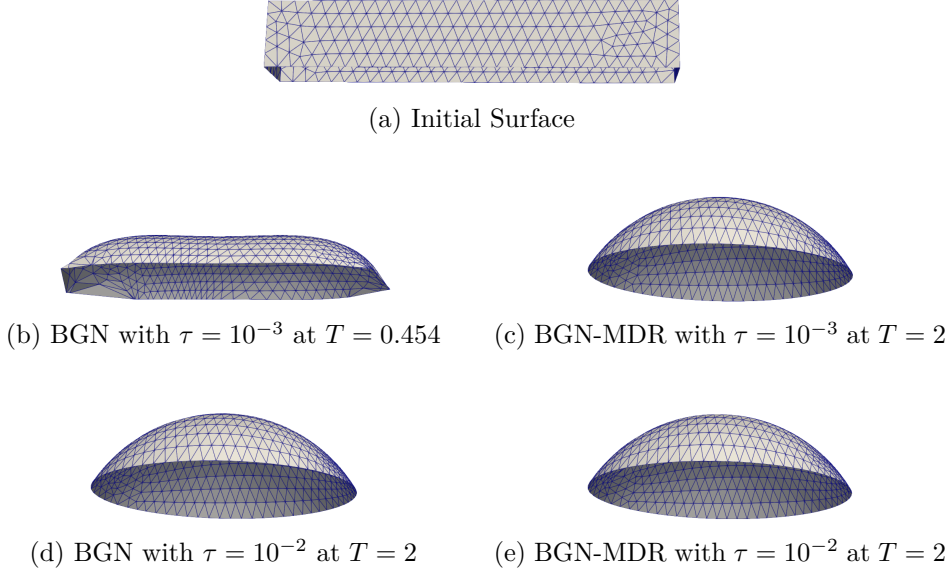 (a) Initial Surface
(b) BGN with τ = 10⁻³ at T = 0.454
(c) BGN-MDR with τ = 10⁻³ at T = 2
(d) BGN with τ = 10⁻² at T = 2
(e) BGN-MDR with τ = 10⁻² at T = 2